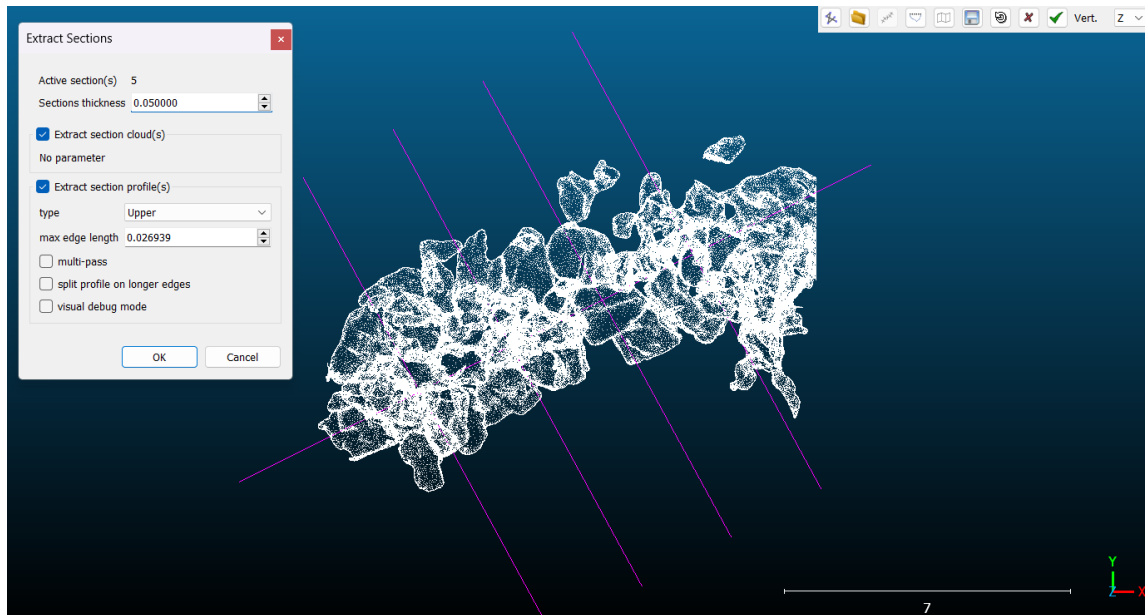 Extract Sections
Vert. Z
Active section(s) 5
Sections thickness 0.050000
Extract section cloud(s)
No parameter
Extract section profile(s)
type Upper
max edge length 0.026939
multi-pass
split profile on longer edges
visual debug mode
OK Cancel
Y
Z X
7